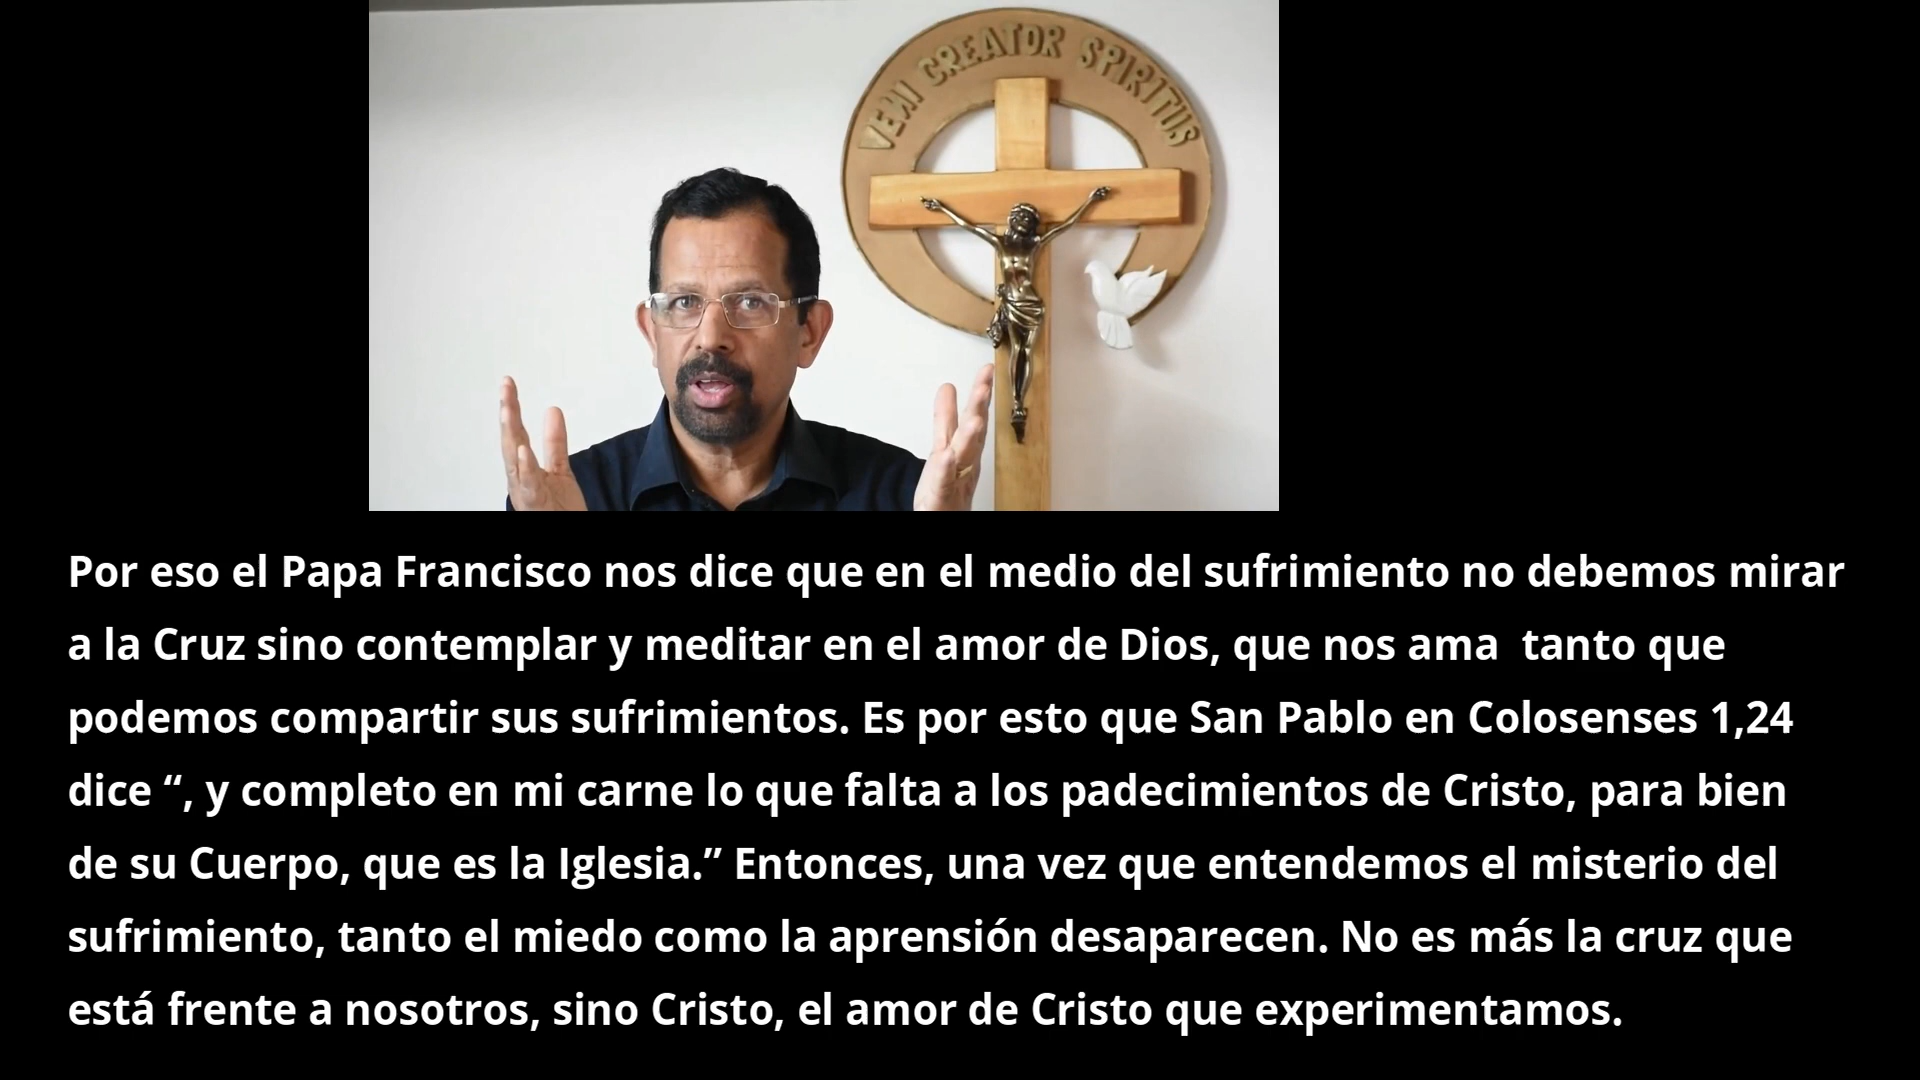 VENI CREATOR SPIRITUS
Por eso el Papa Francisco nos dice que en el medio del sufrimiento no debemos mirar
a la Cruz sino contemplar y meditar en el amor de Dios, que nos ama  tanto que
podemos compartir sus sufrimientos. Es por esto que San Pablo en Colosenses 1,24
dice “, y completo en mi carne lo que falta a los padecimientos de Cristo, para bien
de su Cuerpo, que es la Iglesia.” Entonces, una vez que entendemos el misterio del
sufrimiento, tanto el miedo como la aprensión desaparecen. No es más la cruz que
está frente a nosotros, sino Cristo, el amor de Cristo que experimentamos.